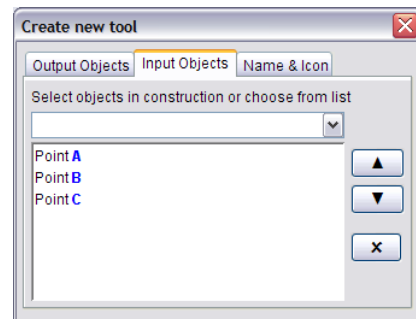 Create new tool
Output Objects Input Objects Name & Icon
Select objects in construction or choose from list
Point A
Point B
Point C